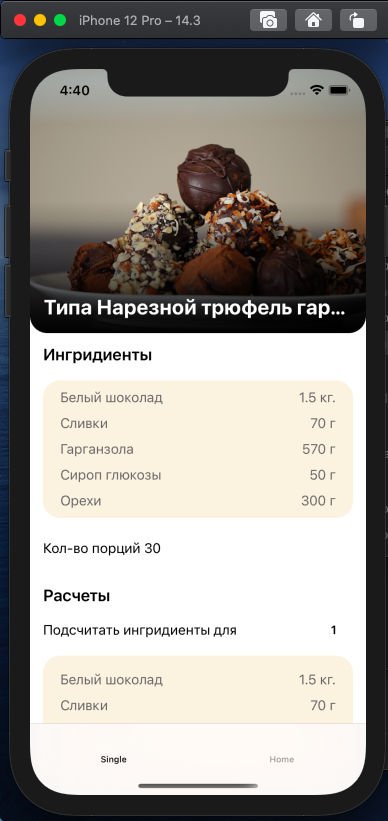 iPhone 12 Pro – 14.3
4:40
Типа Нарезной трюфель гар...
Ингридиенты
Белый шоколад 1.5 кг.
Сливки 70 г
Гарганзола 570 г
Сироп глюкозы 50 г
Орехи 300 г
Кол-во порций 30
Расчеты
Подсчитать ингридиенты для 1
Белый шоколад 1.5 кг.
Сливки 70 г
Single Home